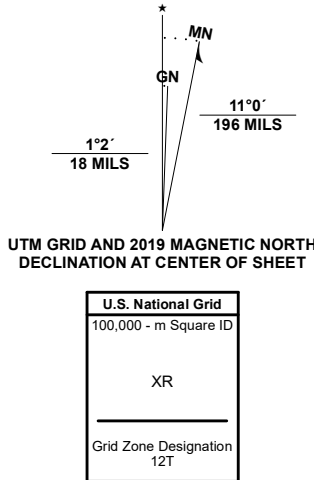 ★
MN
GN
11°0´
196 MILS
1°2´
18 MILS
UTM GRID AND 2019 MAGNETIC NORTH
DECLINATION AT CENTER OF SHEET
U.S. National Grid
100,000 - m Square ID
XR
Grid Zone Designation
12T